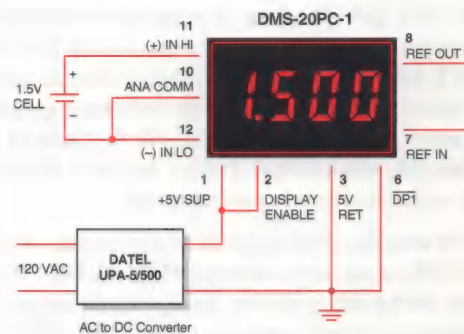 DMS-20PC-1
11
(+) IN HI
8
REF OUT
+
1.5V
CELL
–
10
ANA COMM
1.500
12
(–) IN LO
7
REF IN
1
+5V SUP
2
DISPLAY
ENABLE
3
5V
RET
6
DP1
120 VAC
DATEL
UPA-5/500
AC to DC Converter